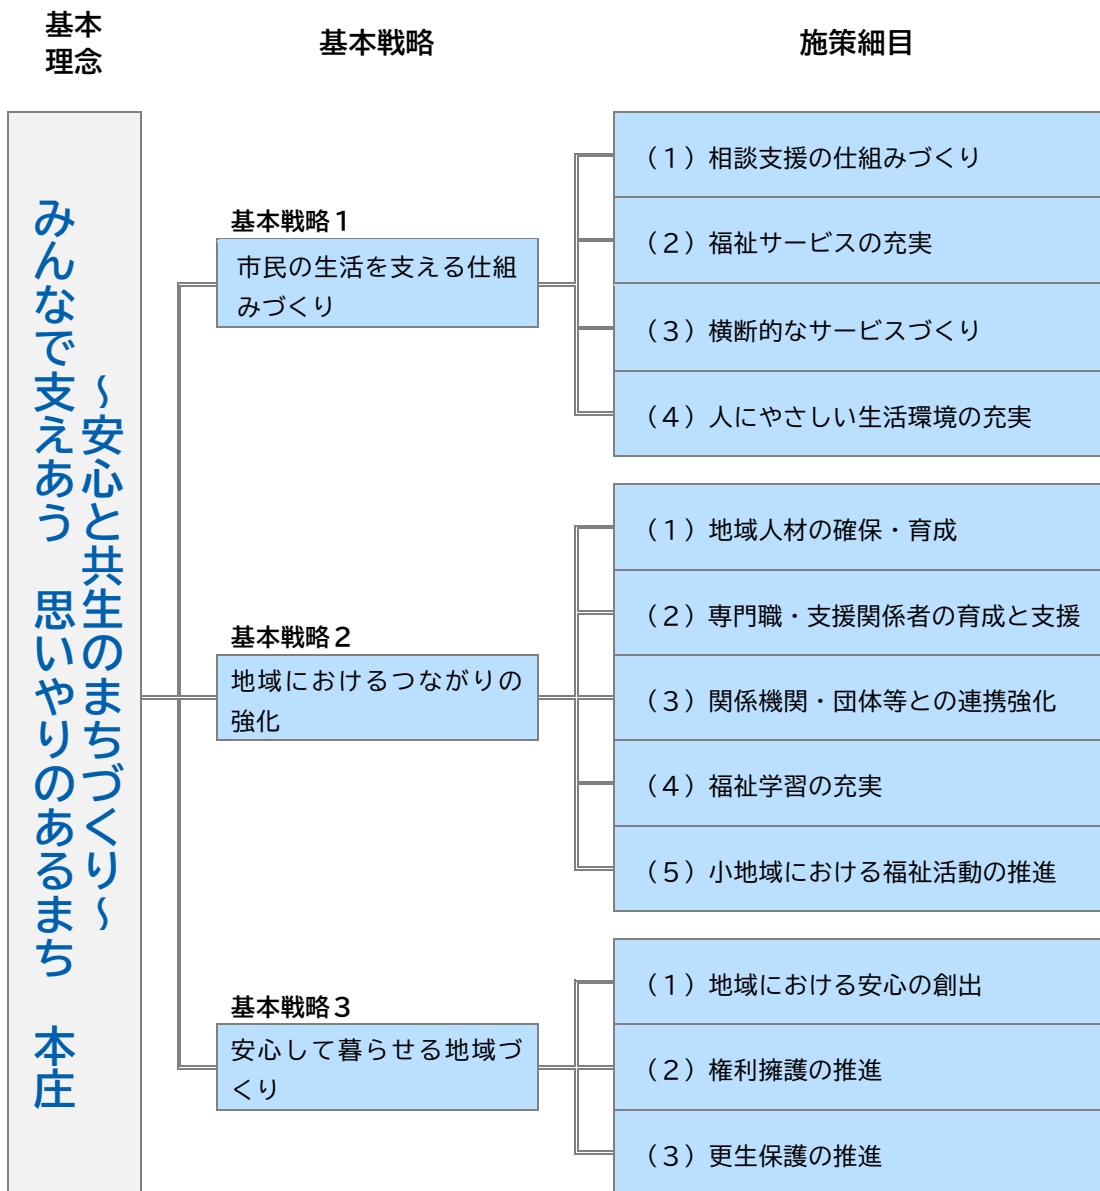 基本
理念
基本戦略
施策細目
みんなで支えあう　思いやりのあるまち　本庄
～安心と共生のまちづくり～
基本戦略１
市民の生活を支える仕組
みづくり
（１）相談支援の仕組みづくり
（２）福祉サービスの充実
（３）横断的なサービスづくり
（４）人にやさしい生活環境の充実
基本戦略２
地域におけるつながりの
強化
（１）地域人材の確保・育成
（２）専門職・支援関係者の育成と支援
（３）関係機関・団体等との連携強化
（４）福祉学習の充実
（５）小地域における福祉活動の推進
基本戦略３
安心して暮らせる地域づ
くり
（１）地域における安心の創出
（２）権利擁護の推進
（３）更生保護の推進